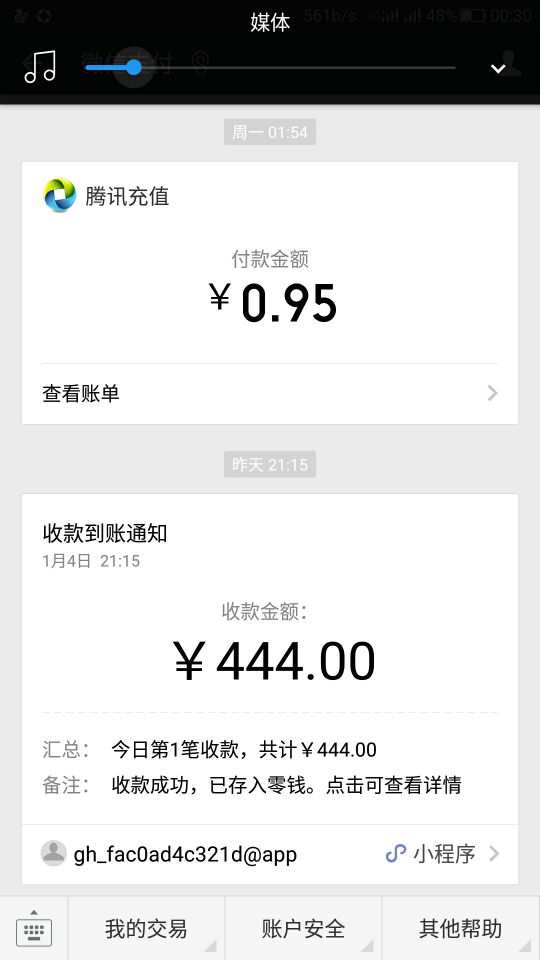 媒体
561b/s 4G 48% 00:30
微信支付
周一 01:54
腾讯充值
付款金额
￥0.95
查看账单
昨天 21:15
收款到账通知
1月4日 21:15
收款金额：
￥444.00
汇总： 今日第1笔收款，共计￥444.00
备注： 收款成功，已存入零钱。点击可查看详情
gh_fac0ad4c321d@app 小程序
我的交易 账户安全 其他帮助